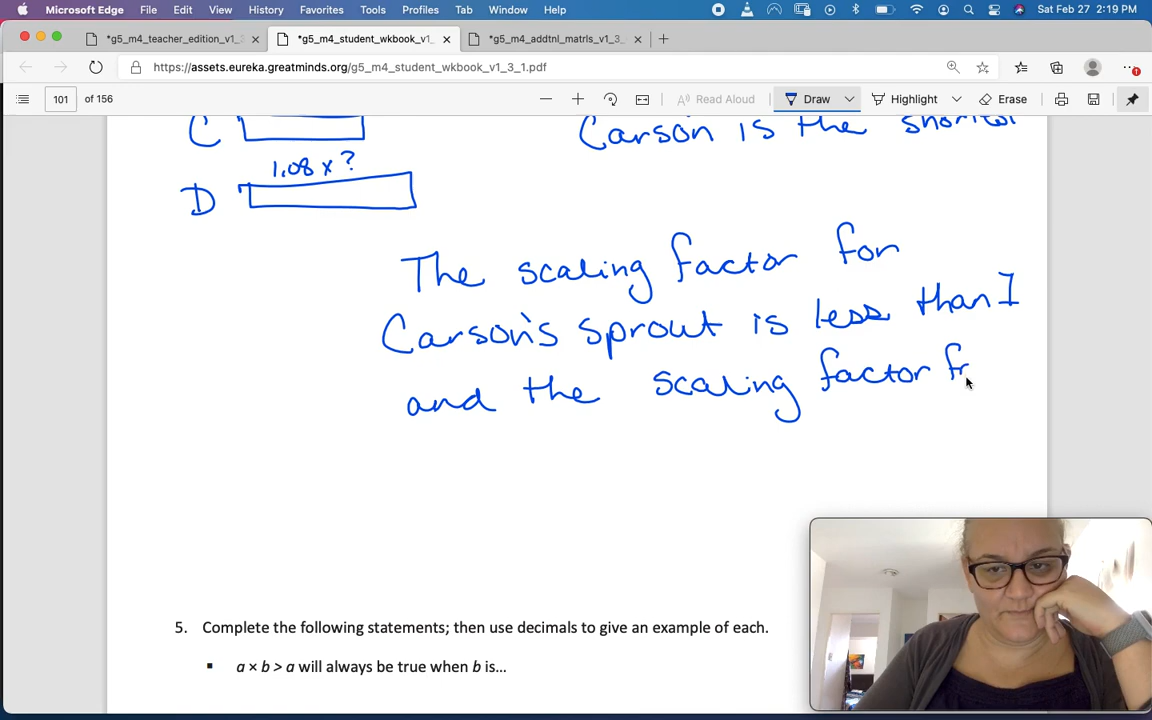 Microsoft Edge File Edit View History Favorites Tools Profiles Tab Window Help Sat Feb 27 2:19 PM
*g5_m4_teacher_edition_v1_ *g5_m4_student_wkbook_v1_ *g5_m4_addtnl_matrls_v1_3_
https://assets.eureka.greatminds.org/g5_m4_student_wkbook_v1_3_1.pdf
101 of 156 Read Aloud Draw Highlight Erase
C Carson is the
1.08 x ?
D
The scaling factor for
Carson's sprout is less than 1
and the scaling factor fr
5. Complete the following statements; then use decimals to give an example of each.
▪ a × b > a will always be true when b is...